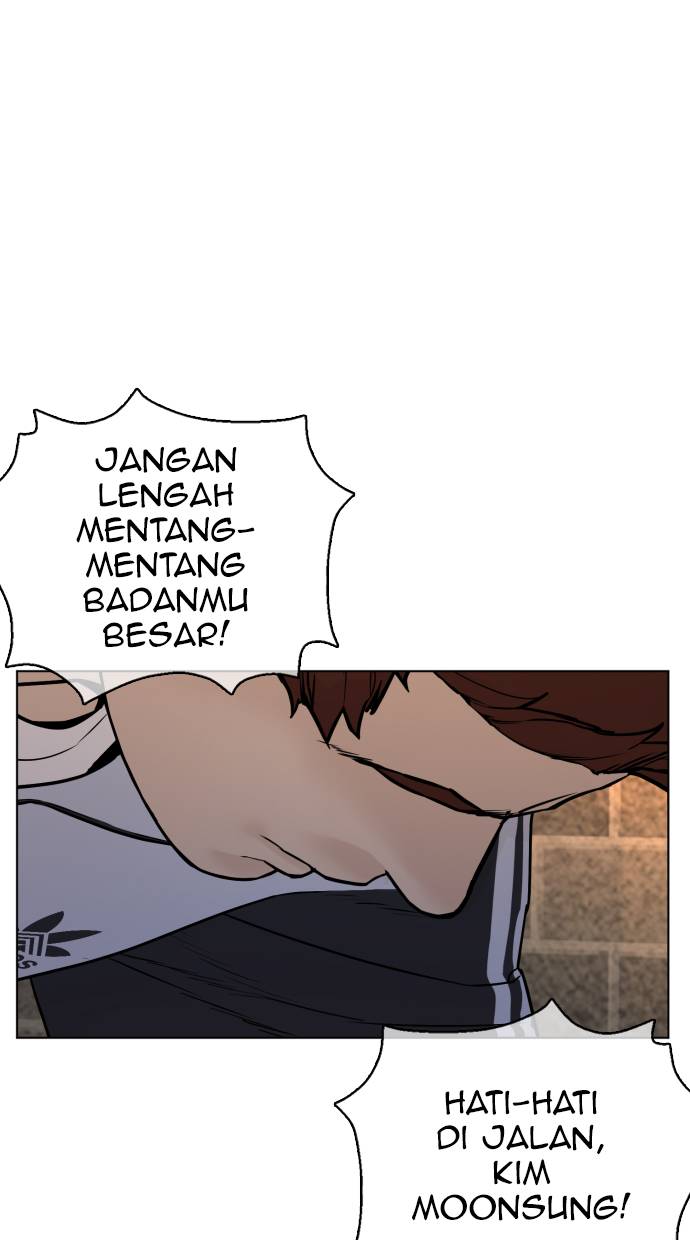 JANGAN
LENGAH
MENTANG-
MENTANG
BADANMU
BESAR!
HATI-HATI
DI JALAN,
KIM
MOONSUNG!